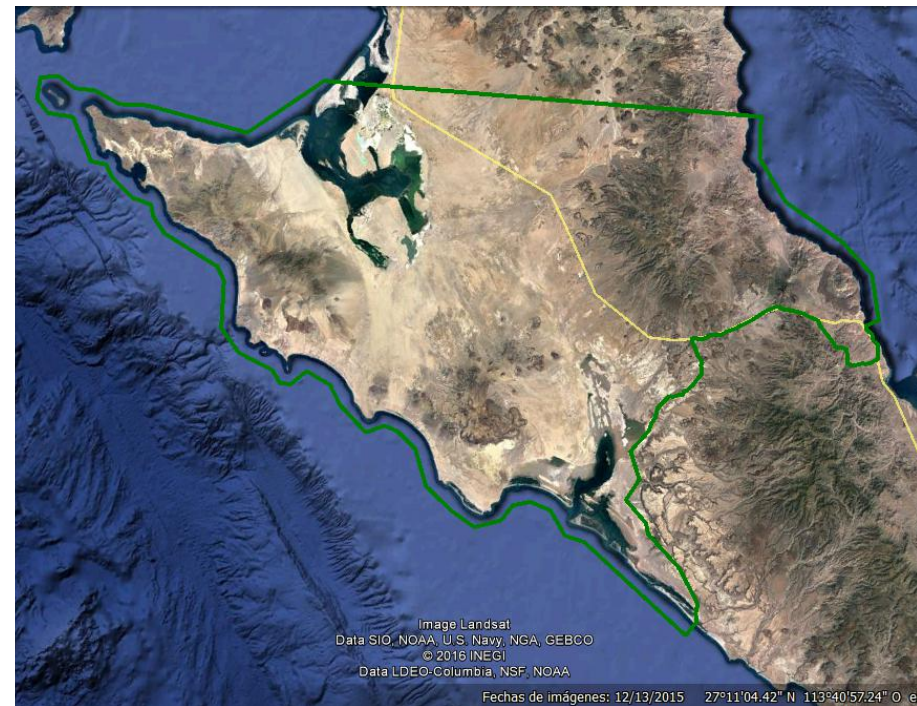 Image Landsat
Data SIO, NOAA, U.S. Navy, NGA, GEBCO
© 2016 INEGI
Data LDEO-Columbia, NSF, NOAA
Fechas de imágenes: 12/13/2015 27°11'04.42" N 113°40'57.24" O e